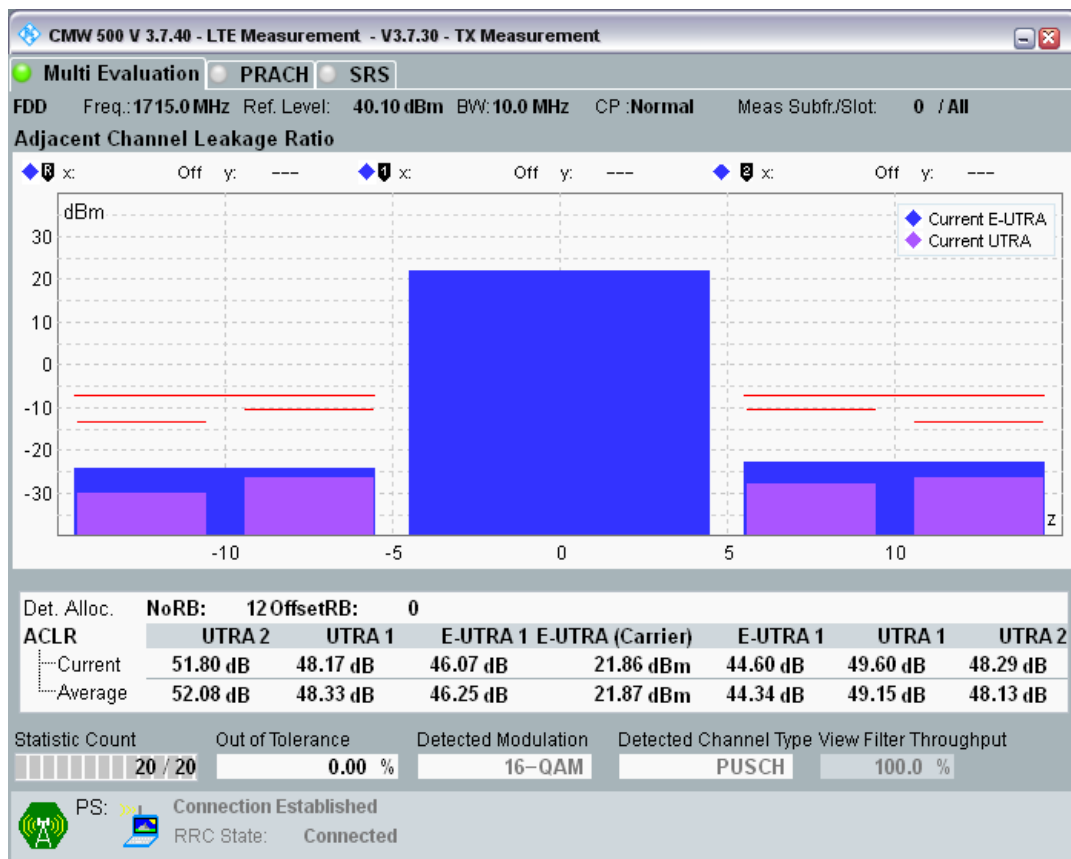 CMW 500 V 3.7.40 - LTE Measurement - V3.7.30 - TX Measurement
Multi Evaluation PRACH SRS
FDD Freq.:1715.0 MHz Ref. Level: 40.10 dBm BW: 10.0 MHz CP :Normal Meas Subfr./Slot: 0 / All
Adjacent Channel Leakage Ratio
R x: Off y: --- 1 x: Off y: --- 2 x: Off y: ---
dBm
Current E-UTRA
Current UTRA
30
20
10
0
-10
-20
-30
z
-10 -5 0 5 10
Det. Alloc. NoRB: 12 OffsetRB: 0
ACLR UTRA 2 UTRA 1 E-UTRA 1 E-UTRA (Carrier) E-UTRA 1 UTRA 1 UTRA 2
Current 51.80 dB 48.17 dB 46.07 dB 21.86 dBm 44.60 dB 49.60 dB 48.29 dB
Average 52.08 dB 48.33 dB 46.25 dB 21.87 dBm 44.34 dB 49.15 dB 48.13 dB
Statistic Count Out of Tolerance Detected Modulation Detected Channel Type View Filter Throughput
20 / 20 0.00 % 16-QAM PUSCH 100.0 %
PS: Connection Established
RRC State: Connected